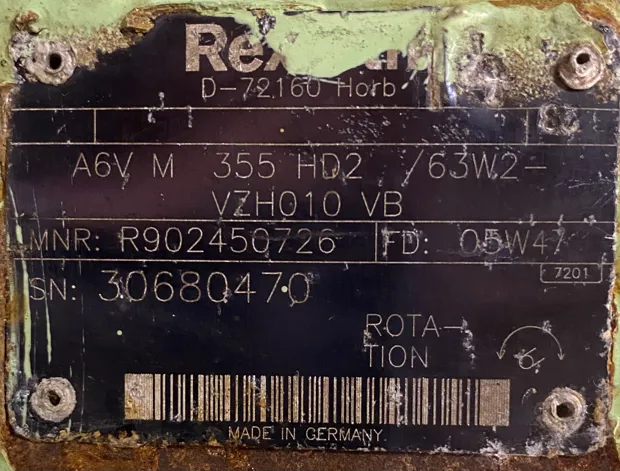 D-72160 Horb
A6V M 355 HD2 /63W2-
VZH010 VB
MNR: R902450726 FD: 05W47
7201
SN: 30680470
ROTA-
TION
MADE IN GERMANY